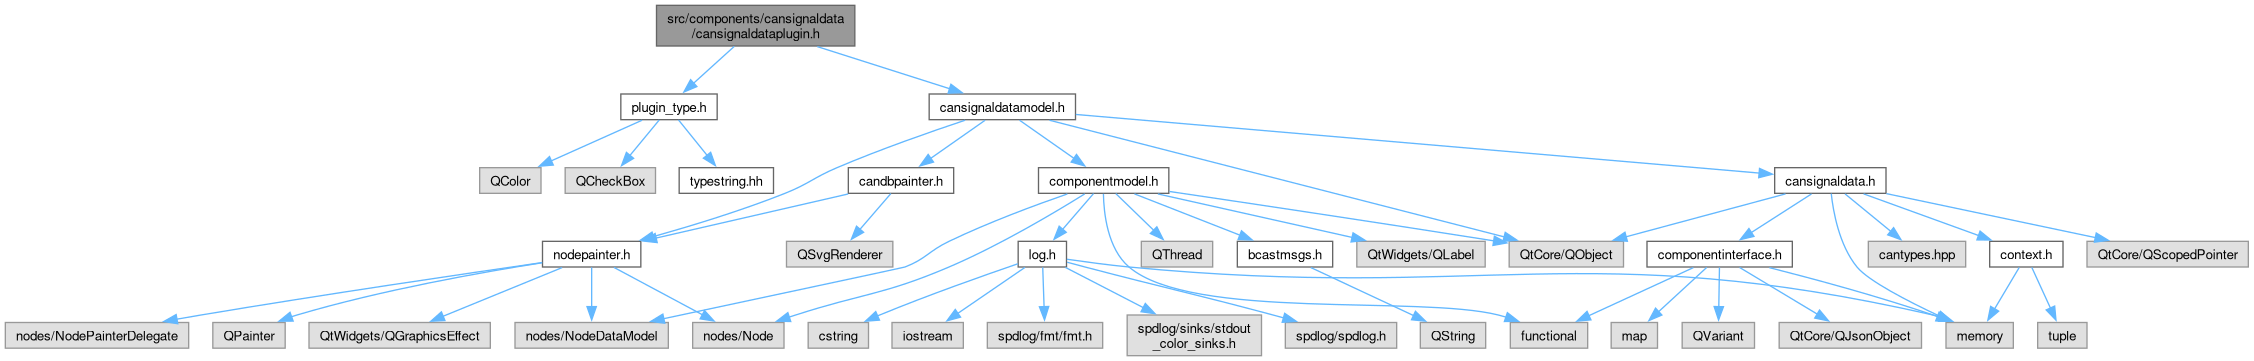 src/components/cansignaldata
/cansignaldataplugin.h
plugin_type.h
cansignaldatamodel.h
QColor
QCheckBox
typestring.hh
candbpainter.h
componentmodel.h
cansignaldata.h
nodepainter.h
QSvgRenderer
log.h
QThread
bcastmsgs.h
QtWidgets/QLabel
QtCore/QObject
componentinterface.h
cantypes.hpp
context.h
QtCore/QScopedPointer
nodes/NodePainterDelegate
QPainter
QtWidgets/QGraphicsEffect
nodes/NodeDataModel
nodes/Node
cstring
iostream
spdlog/fmt/fmt.h
spdlog/sinks/stdout
_color_sinks.h
spdlog/spdlog.h
QString
functional
map
QVariant
QtCore/QJsonObject
memory
tuple